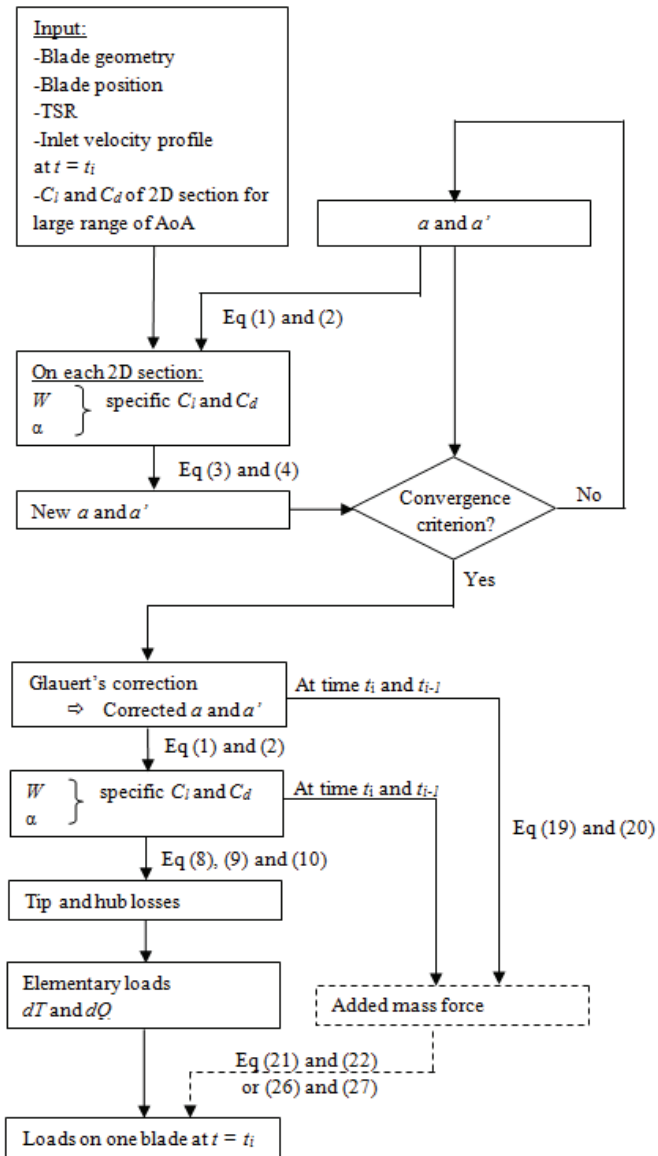 Input:
-Blade geometry
-Blade position
-TSR
-Inlet velocity profile
at t = ti
-Cl and Cd of 2D section for
large range of AoA
a and a'
Eq (1) and (2)
On each 2D section:
W
α
specific Cl and Cd
Eq (3) and (4)
New a and a'
Convergence
criterion?
No
Yes
Glauert's correction
⇒ Corrected a and a'
At time ti and ti-1
Eq (1) and (2)
W
α
specific Cl and Cd
At time ti and ti-1
Eq (19) and (20)
Eq (8), (9) and (10)
Tip and hub losses
Elementary loads
dT and dQ
Added mass force
Eq (21) and (22)
or (26) and (27)
Loads on one blade at t = ti